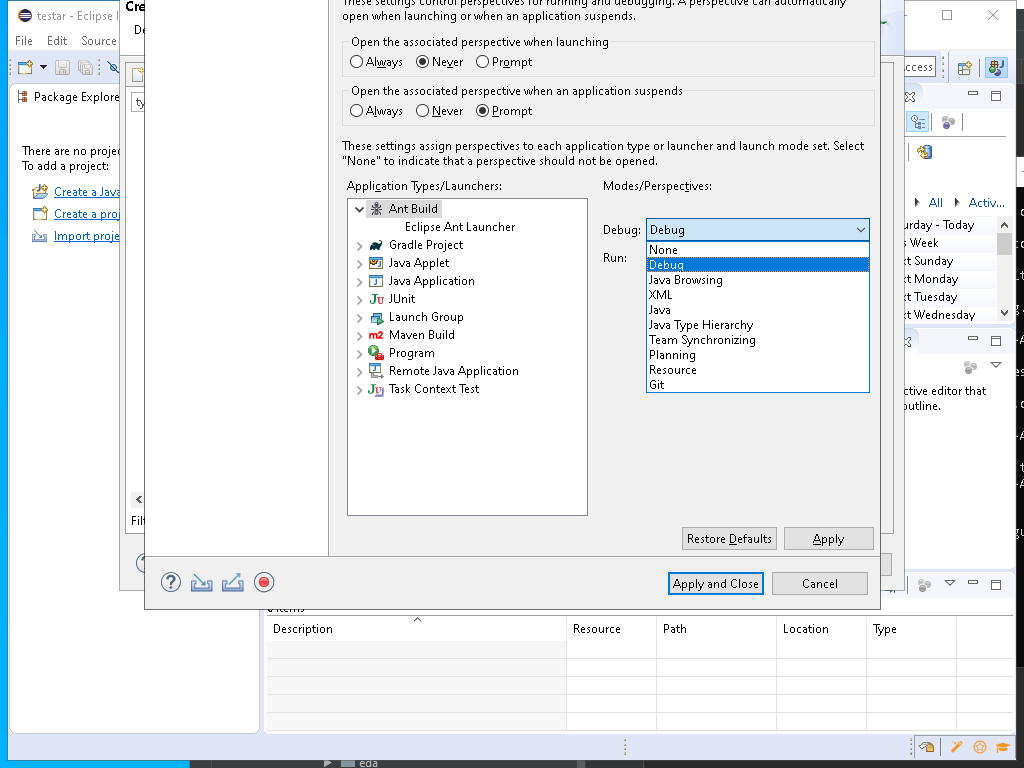 testar - Eclipse I
File Edit Source
Package Explore
There are no projec
To add a project:
Create a Java
Create a proj
Import proje
Cre
De
ty
Filt
These settings control perspectives for running and debugging. A perspective can automatically
open when launching or when an application suspends.
Open the associated perspective when launching
Always Never Prompt
Open the associated perspective when an application suspends
Always Never Prompt
These settings assign perspectives to each application type or launcher and launch mode set. Select
"None" to indicate that a perspective should not be opened.
Application Types/Launchers:
Ant Build
Eclipse Ant Launcher
Gradle Project
Java Applet
Java Application
JUnit
Launch Group
Maven Build
Program
Remote Java Application
Task Context Test
Modes/Perspectives:
Debug: Debug
Run:
None
Debug
Java Browsing
XML
Java
Java Type Hierarchy
Team Synchronizing
Planning
Resource
Git
Restore Defaults Apply
Apply and Close Cancel
ccess
All Activ...
urday - Today
s Week
xt Sunday
xt Monday
xt Tuesday
xt Wednesday
ctive editor that
outline.
0 items
Description Resource Path Location Type
eda